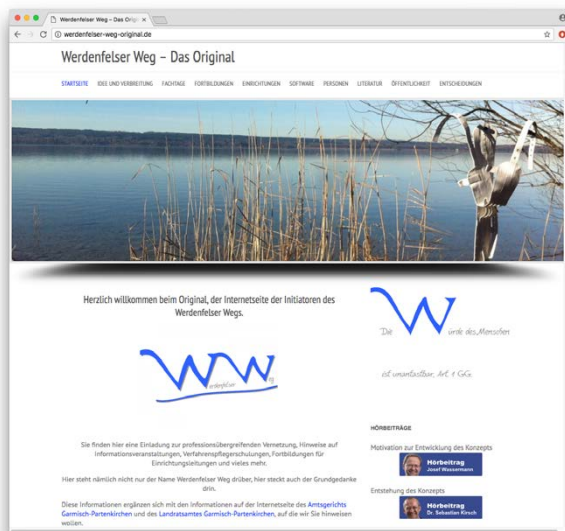 Werdenfelser Weg – Das Orig
werdenfelser-weg-original.de
Werdenfelser Weg – Das Original
STARTSEITE IDEE UND VERBREITUNG FACHTAGE FORTBILDUNGEN EINRICHTUNGEN SOFTWARE PERSONEN LITERATUR ÖFFENTLICHKEIT ENTSCHEIDUNGEN
Herzlich willkommen beim Original, der Internetseite der Initiatoren des
Werdenfelser Wegs.
WW
erdenfelser eg
Sie finden hier eine Einladung zur professionsübergreifenden Vernetzung, Hinweise auf
Informationsveranstaltungen, Verfahrenspflegerschulungen, Fortbildungen für
Einrichtungsleitungen und vieles mehr.
Hier steht nämlich nicht nur der Name Werdenfelser Weg drüber, hier steckt auch der Grundgedanke
drin.
Diese Informationen ergänzen sich mit den Informationen auf der Internetseite des Amtsgerichts
Garmisch-Partenkirchen und des Landratsamtes Garmisch-Partenkirchen, auf die wir Sie hinweisen
wollen.
"Die Würde des Menschen
ist unantastbar, Art. 1 GG.
HÖRBEITRÄGE
Motivation zur Entwicklung des Konzepts
Hörbeitrag
Josef Wassermann
Entstehung des Konzepts
Hörbeitrag
Dr. Sebastian Kirsch